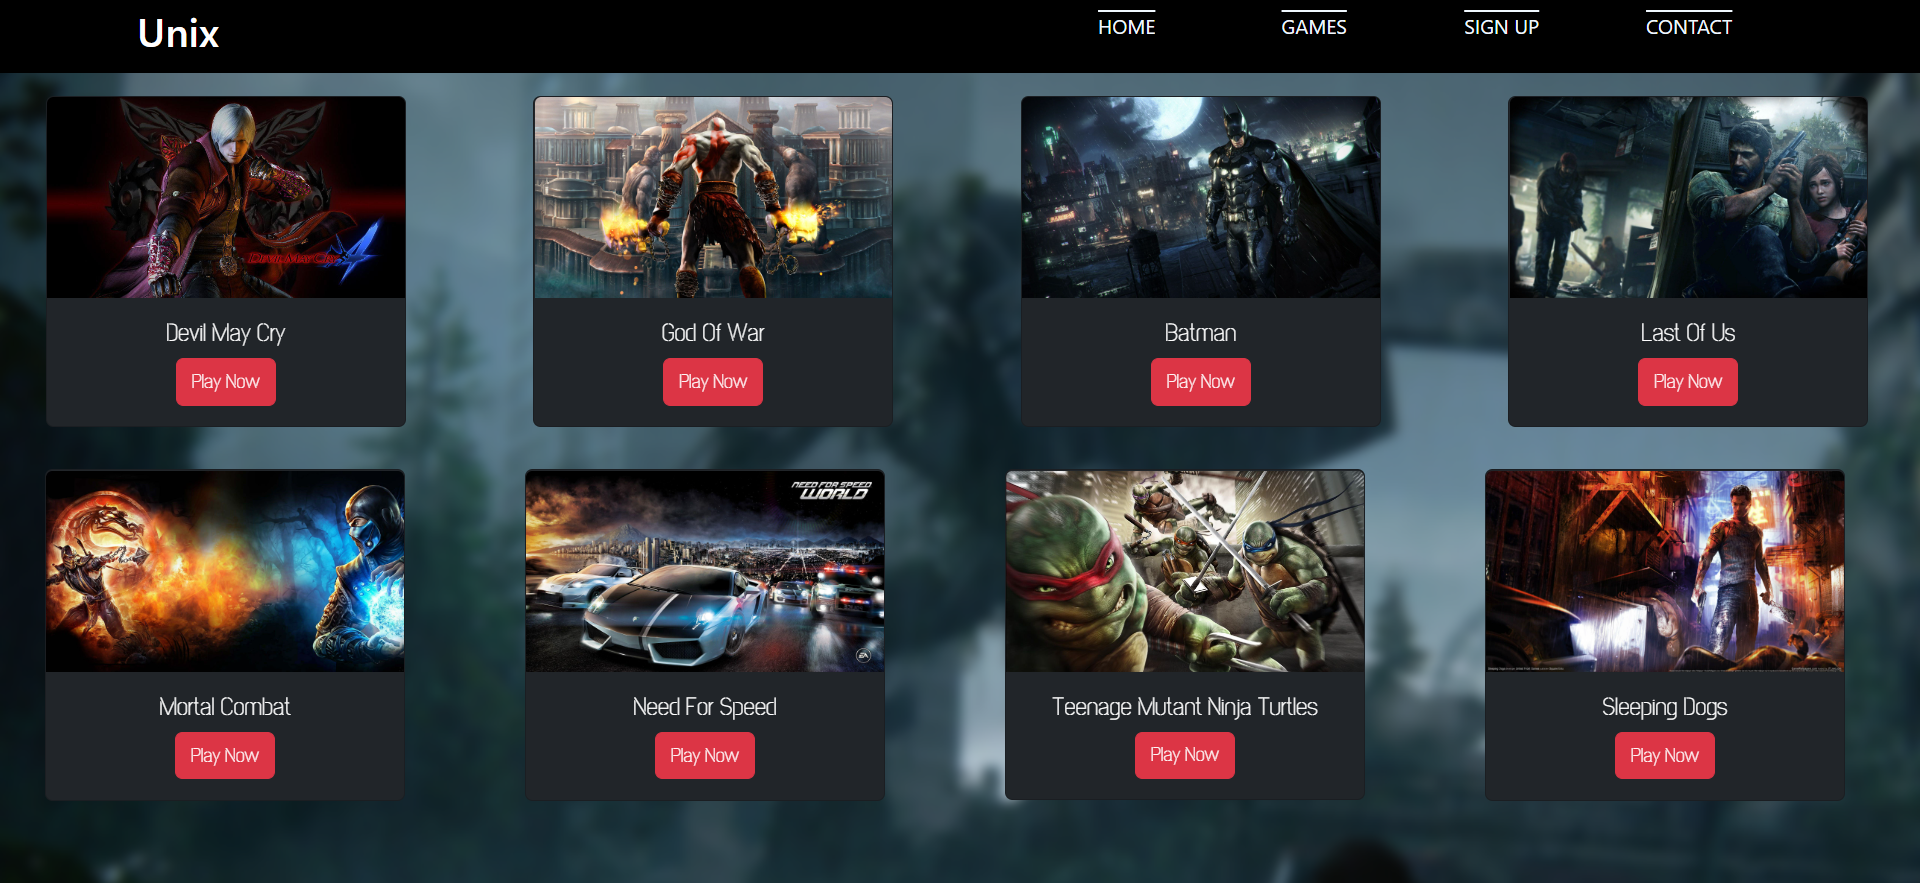 Unix
HOME
GAMES
SIGN UP
CONTACT
Devil May Cry
4
Devil May Cry
Play Now
God Of War
Play Now
Batman
Play Now
Last Of Us
Play Now
NEED FOR SPEED
WORLD
EA
Mortal Combat
Play Now
Need For Speed
Play Now
Teenage Mutant Ninja Turtles
Play Now
Sleeping Dogs
Play Now